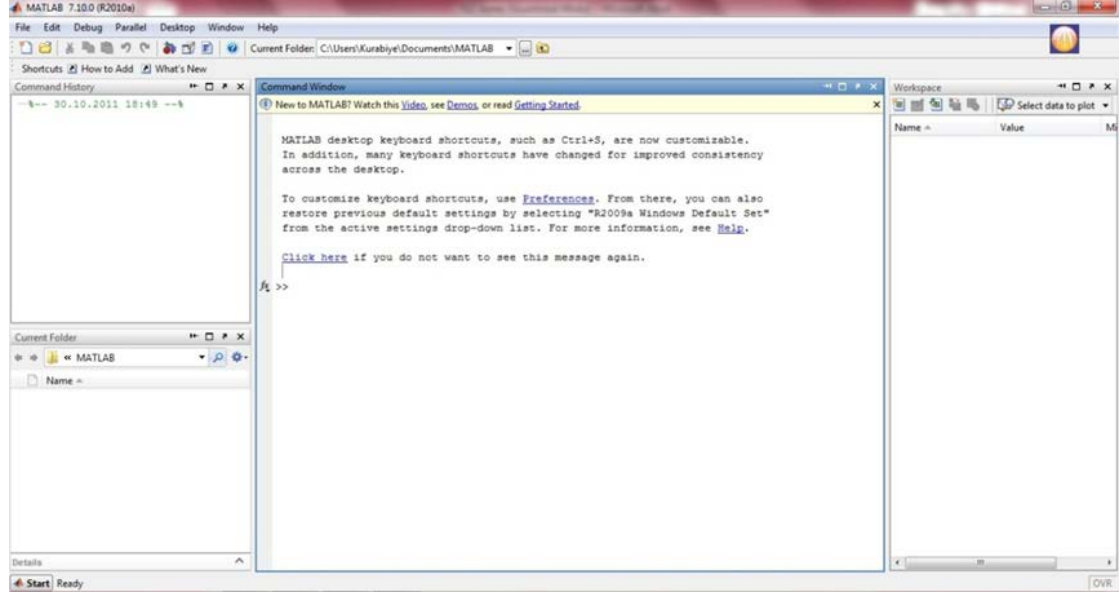 MATLAB 7.10.0 (R2010a)
File Edit Debug Parallel Desktop Window Help
Current Folder: C:\Users\Kurabiye\Documents\MATLAB
Shortcuts How to Add What's New
Command History
--%-- 30.10.2011 18:49 --%
Current Folder
« MATLAB
Name
Details
Command Window
New to MATLAB? Watch this Video, see Demos, or read Getting Started.
MATLAB desktop keyboard shortcuts, such as Ctrl+S, are now customizable.
In addition, many keyboard shortcuts have changed for improved consistency
across the desktop.
To customize keyboard shortcuts, use Preferences. From there, you can also
restore previous default settings by selecting "R2009a Windows Default Set"
from the active settings drop-down list. For more information, see Help.
Click here if you do not want to see this message again.
fx >>
Workspace
Select data to plot
Name Value Mi
Start Ready
OVR